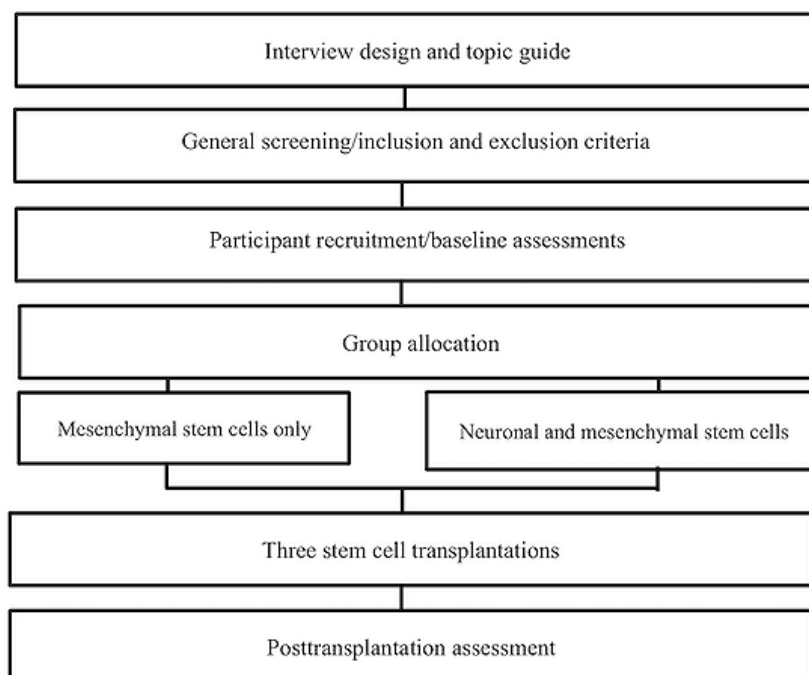 Interview design and topic guide
General screening/inclusion and exclusion criteria
Participant recruitment/baseline assessments
Group allocation
Mesenchymal stem cells only
Neuronal and mesenchymal stem cells
Three stem cell transplantations
Posttransplantation assessment